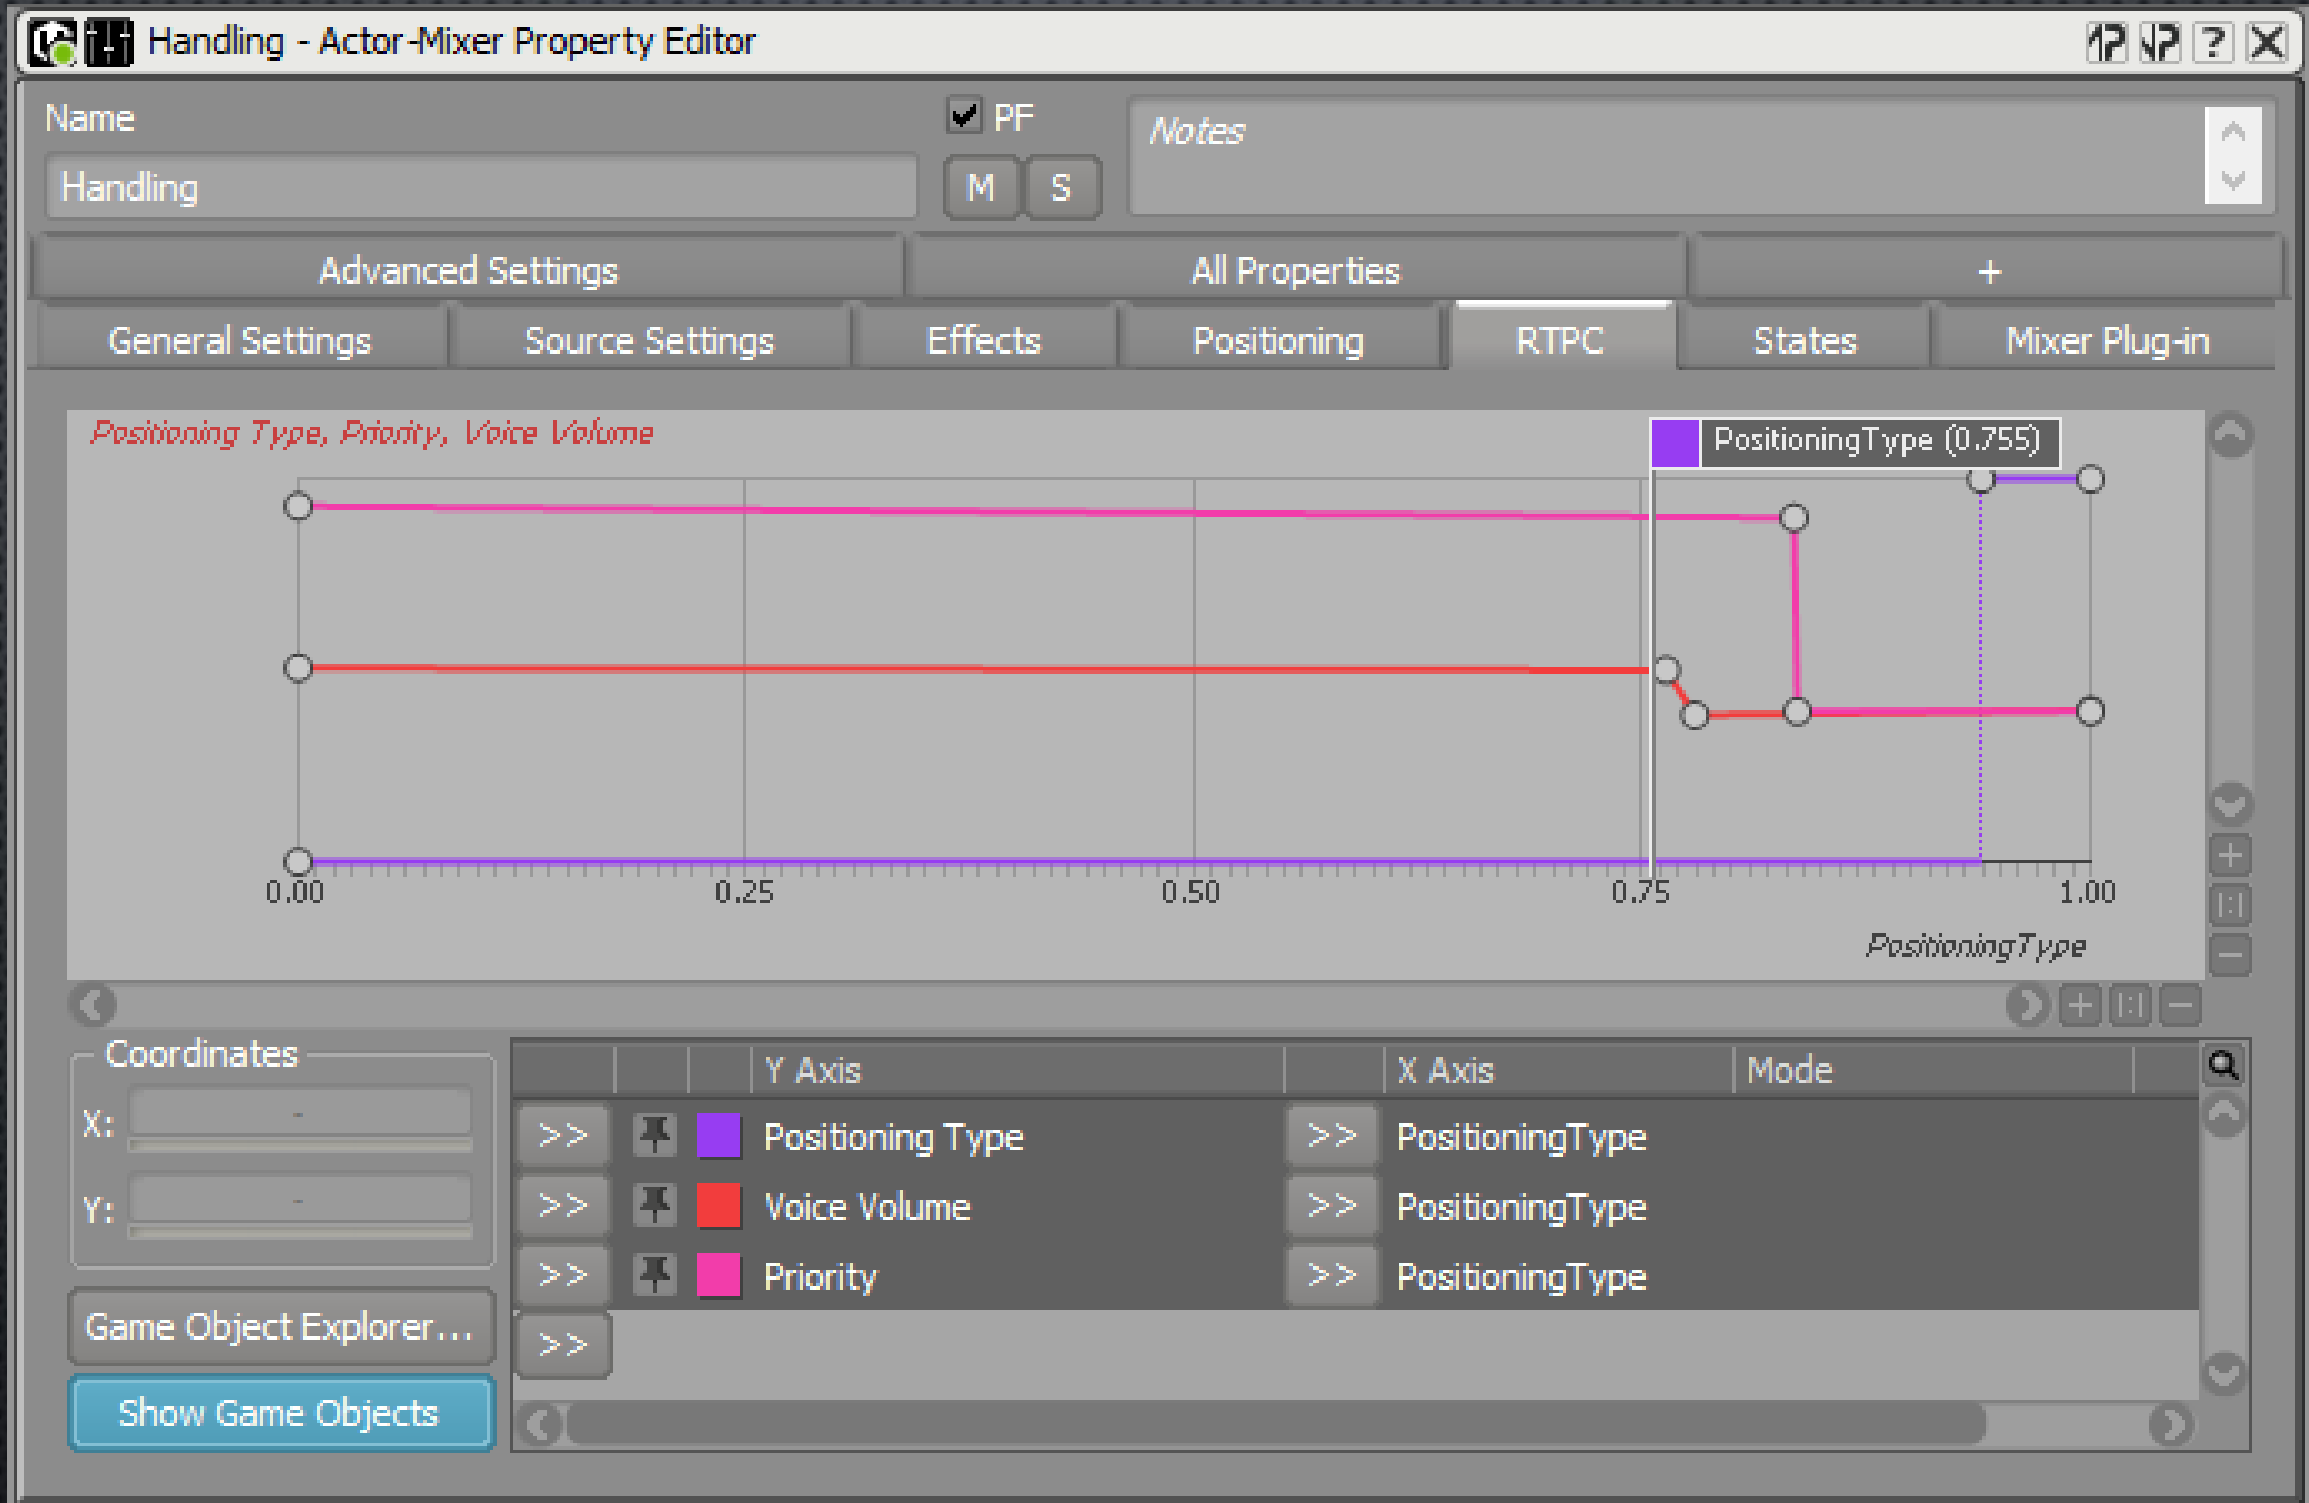 Handling - Actor-Mixer Property Editor
Name
PF
Notes
Handling
M S
Advanced Settings All Properties +
General Settings Source Settings Effects Positioning RTPC States Mixer Plug-in
Positioning Type, Priority, Voice Volume
PositioningType (0.755)
0.00 0.25 0.50 0.75 1.00
PositioningType
Coordinates
X: -
Y: -
Game Object Explorer...
Show Game Objects
Y Axis X Axis Mode
>> Positioning Type >> PositioningType
>> Voice Volume >> PositioningType
>> Priority >> PositioningType
>>